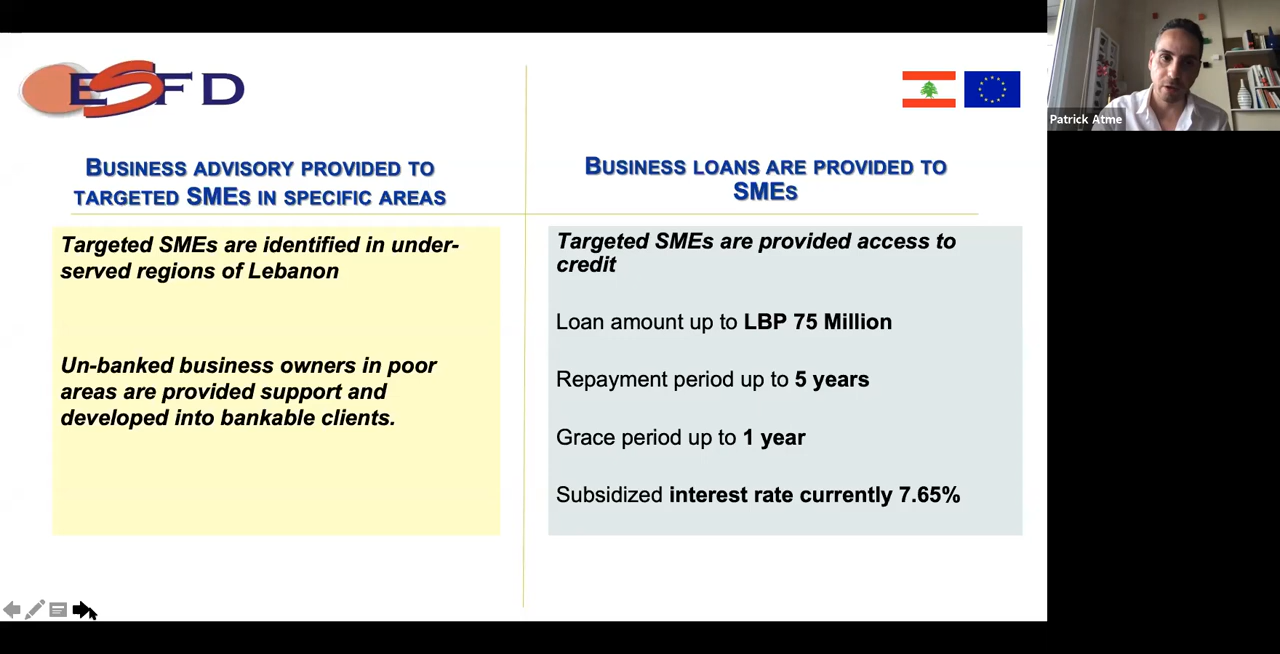 ESFD
Patrick Atme
BUSINESS ADVISORY PROVIDED TO
TARGETED SMES IN SPECIFIC AREAS
Targeted SMEs are identified in under-
served regions of Lebanon
Un-banked business owners in poor
areas are provided support and
developed into bankable clients.
BUSINESS LOANS ARE PROVIDED TO
SMES
Targeted SMEs are provided access to
credit
Loan amount up to LBP 75 Million
Repayment period up to 5 years
Grace period up to 1 year
Subsidized interest rate currently 7.65%